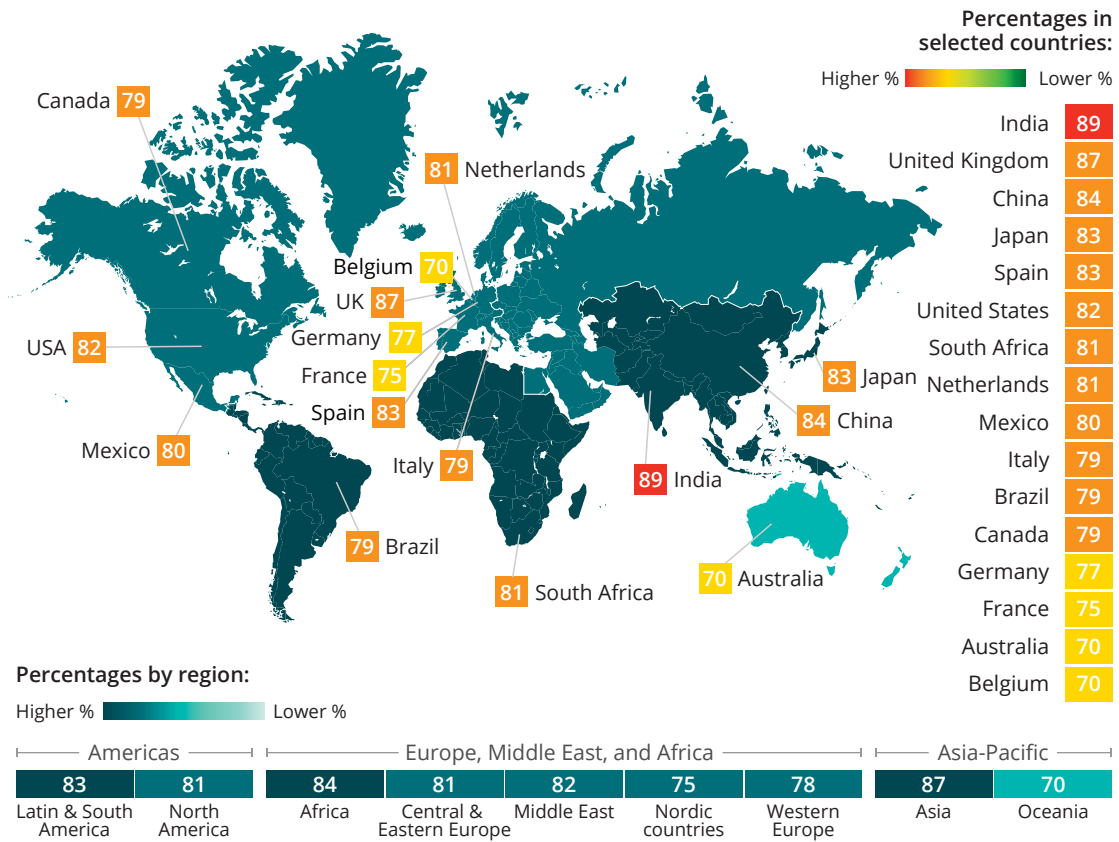 Percentages in
selected countries:
Higher % Lower %
Canada 79
81 Netherlands
Belgium 70
UK 87
Germany 77
USA 82
France 75
Spain 83
Mexico 80
Italy 79
79 Brazil
81 South Africa
89 India
83 Japan
84 China
70 Australia
India 89
United Kingdom 87
China 84
Japan 83
Spain 83
United States 82
South Africa 81
Netherlands 81
Mexico 80
Italy 79
Brazil 79
Canada 79
Germany 77
France 75
Australia 70
Belgium 70
Percentages by region:
Higher % Lower %
Americas
83 81
Latin & South
America
North
America
Europe, Middle East, and Africa
84 81 82 75 78
Africa
Central &
Eastern Europe
Middle East
Nordic
countries
Western
Europe
Asia-Pacific
87 70
Asia Oceania